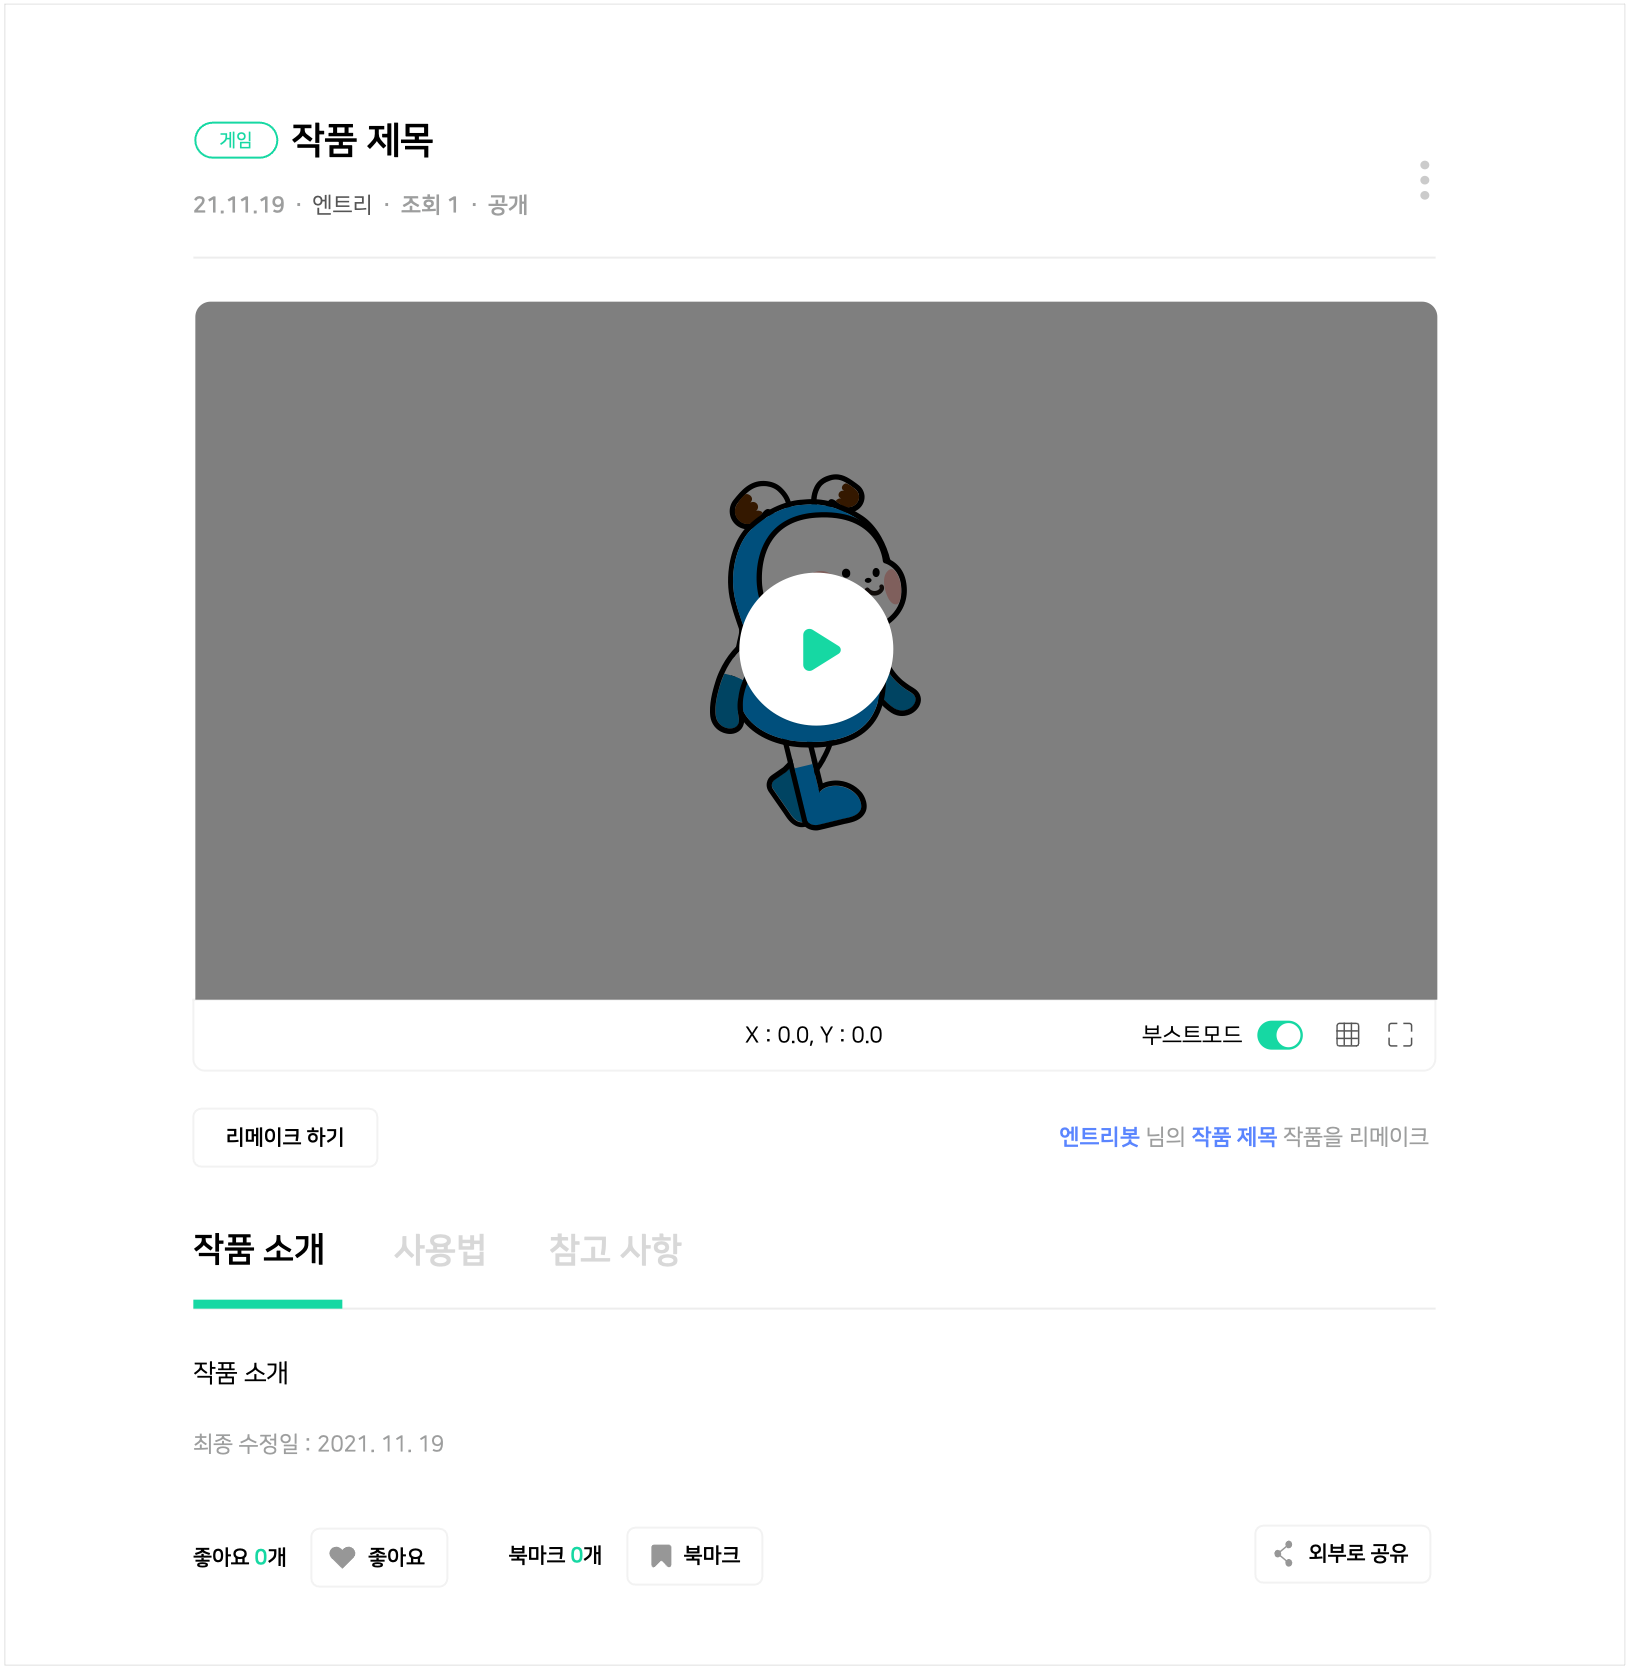 게임 작품 제목
21.11.19 · 엔트리 · 조회 1 · 공개
X : 0.0, Y : 0.0 부스트모드
리메이크 하기 엔트리봇 님의 작품 제목 작품을 리메이크
작품 소개 사용법 참고 사항
작품 소개
최종 수정일 : 2021. 11. 19
좋아요 0개 좋아요 북마크 0개 북마크 외부로 공유